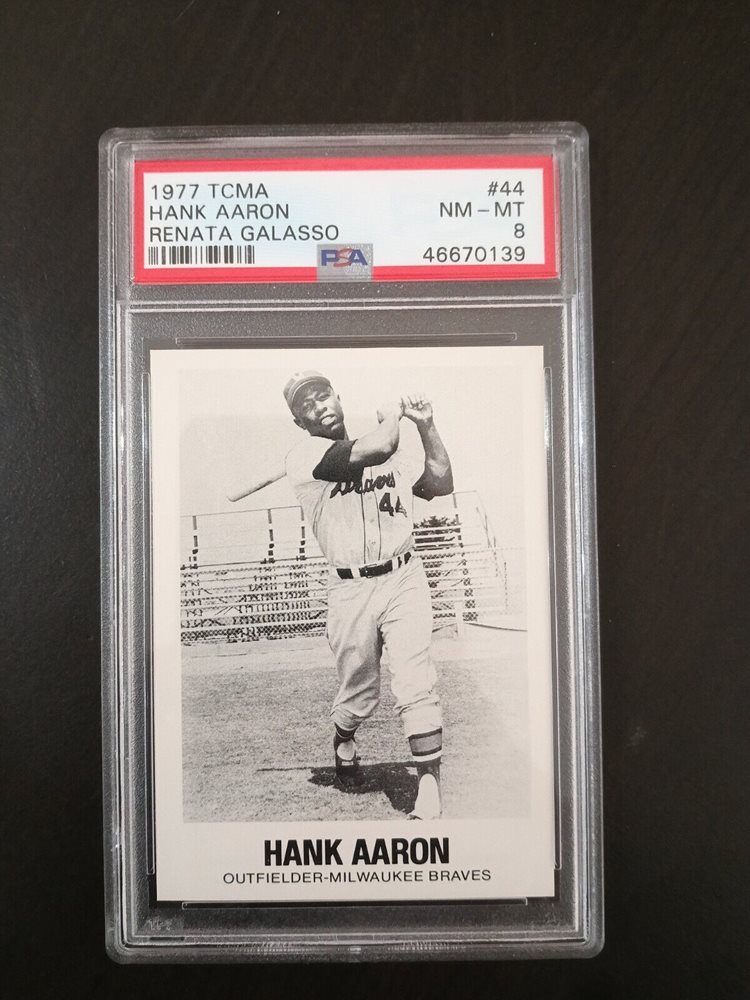 1977 TCMA #44
HANK AARON NM - MT
RENATA GALASSO 8
PSA 46670139
Braves
44
HANK AARON
OUTFIELDER-MILWAUKEE BRAVES